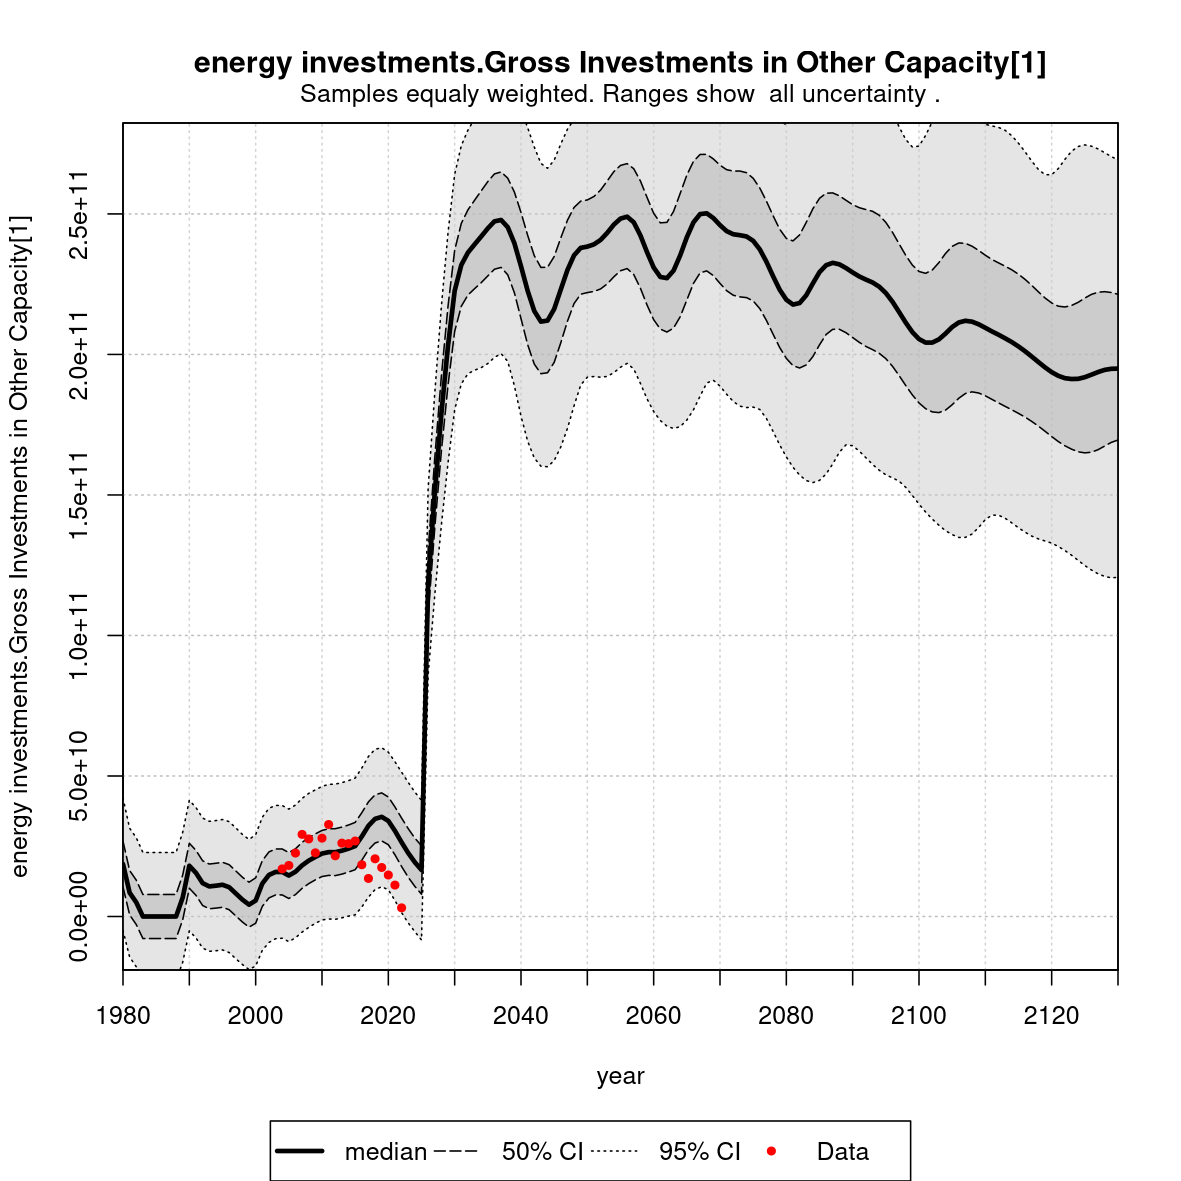 energy investments.Gross Investments in Other Capacity[1]
Samples equaly weighted. Ranges show  all uncertainty .
energy investments.Gross Investments in Other Capacity[1]
2.5e+11
2.0e+11
1.5e+11
1.0e+11
5.0e+10
0.0e+00
1980 2000 2020 2040 2060 2080 2100 2120
year
median 50% CI 95% CI Data